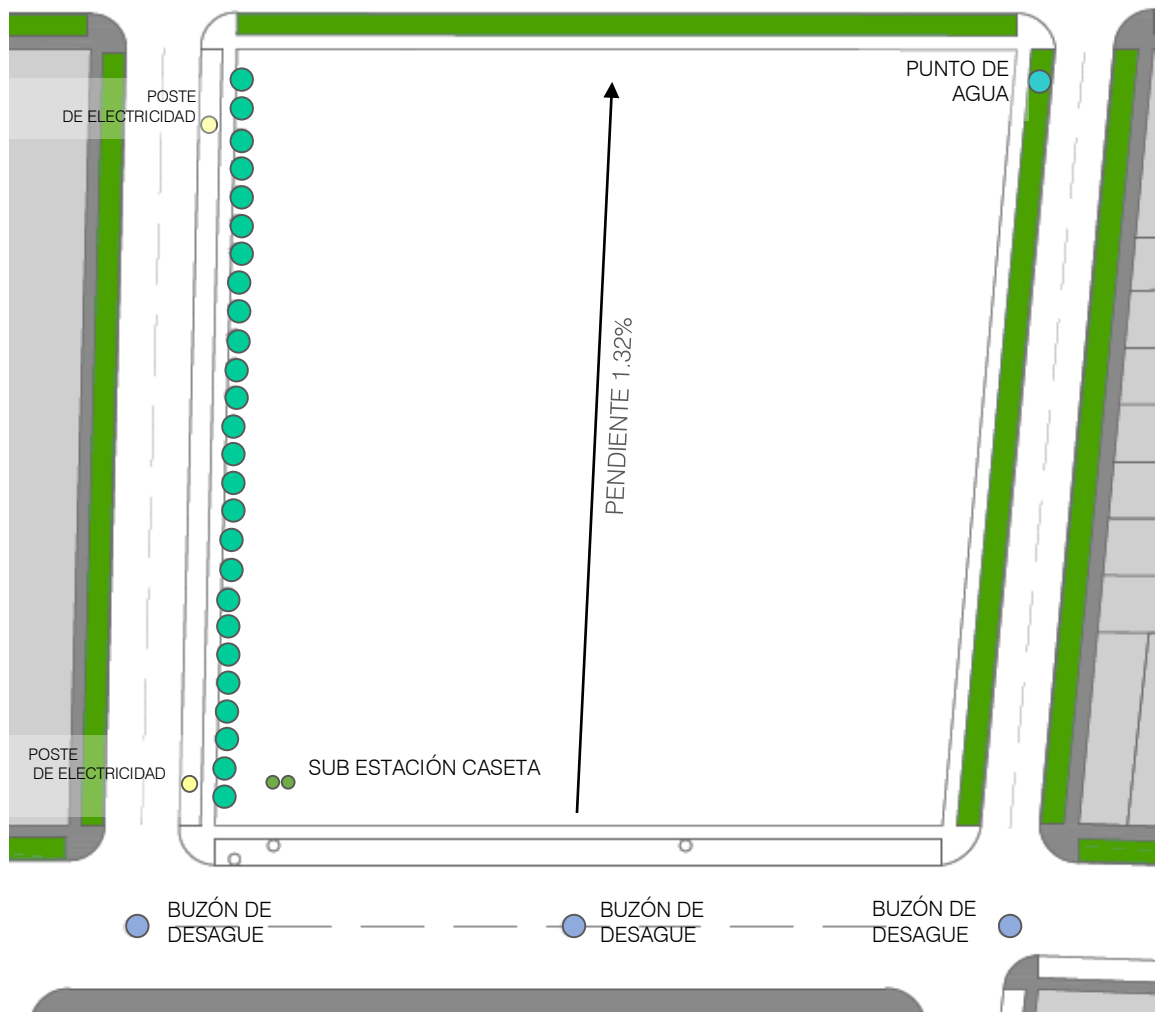 PUNTO DE
AGUA
POSTE
DE ELECTRICIDAD
PENDIENTE 1.32%
POSTE
DE ELECTRICIDAD
SUB ESTACIÓN CASETA
BUZÓN DE
DESAGUE
BUZÓN DE
DESAGUE
BUZÓN DE
DESAGUE